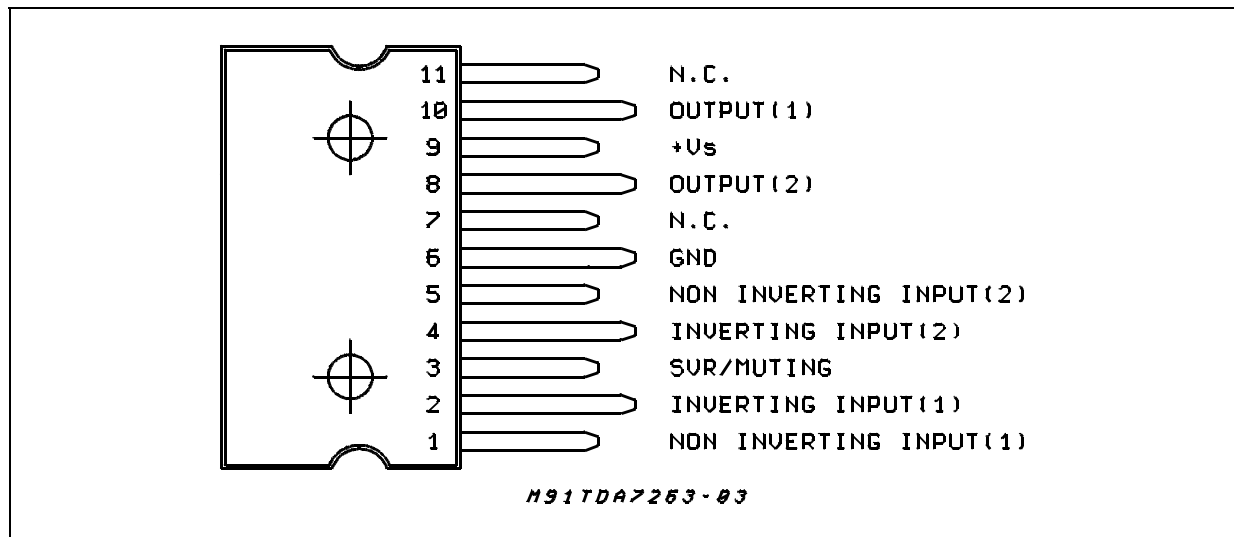 11 N.C.
10 OUTPUT(1)
9 +Vs
8 OUTPUT(2)
7 N.C.
6 GND
5 NON INVERTING INPUT(2)
4 INVERTING INPUT(2)
3 SVR/MUTING
2 INVERTING INPUT(1)
1 NON INVERTING INPUT(1)
M91TDA7263-03